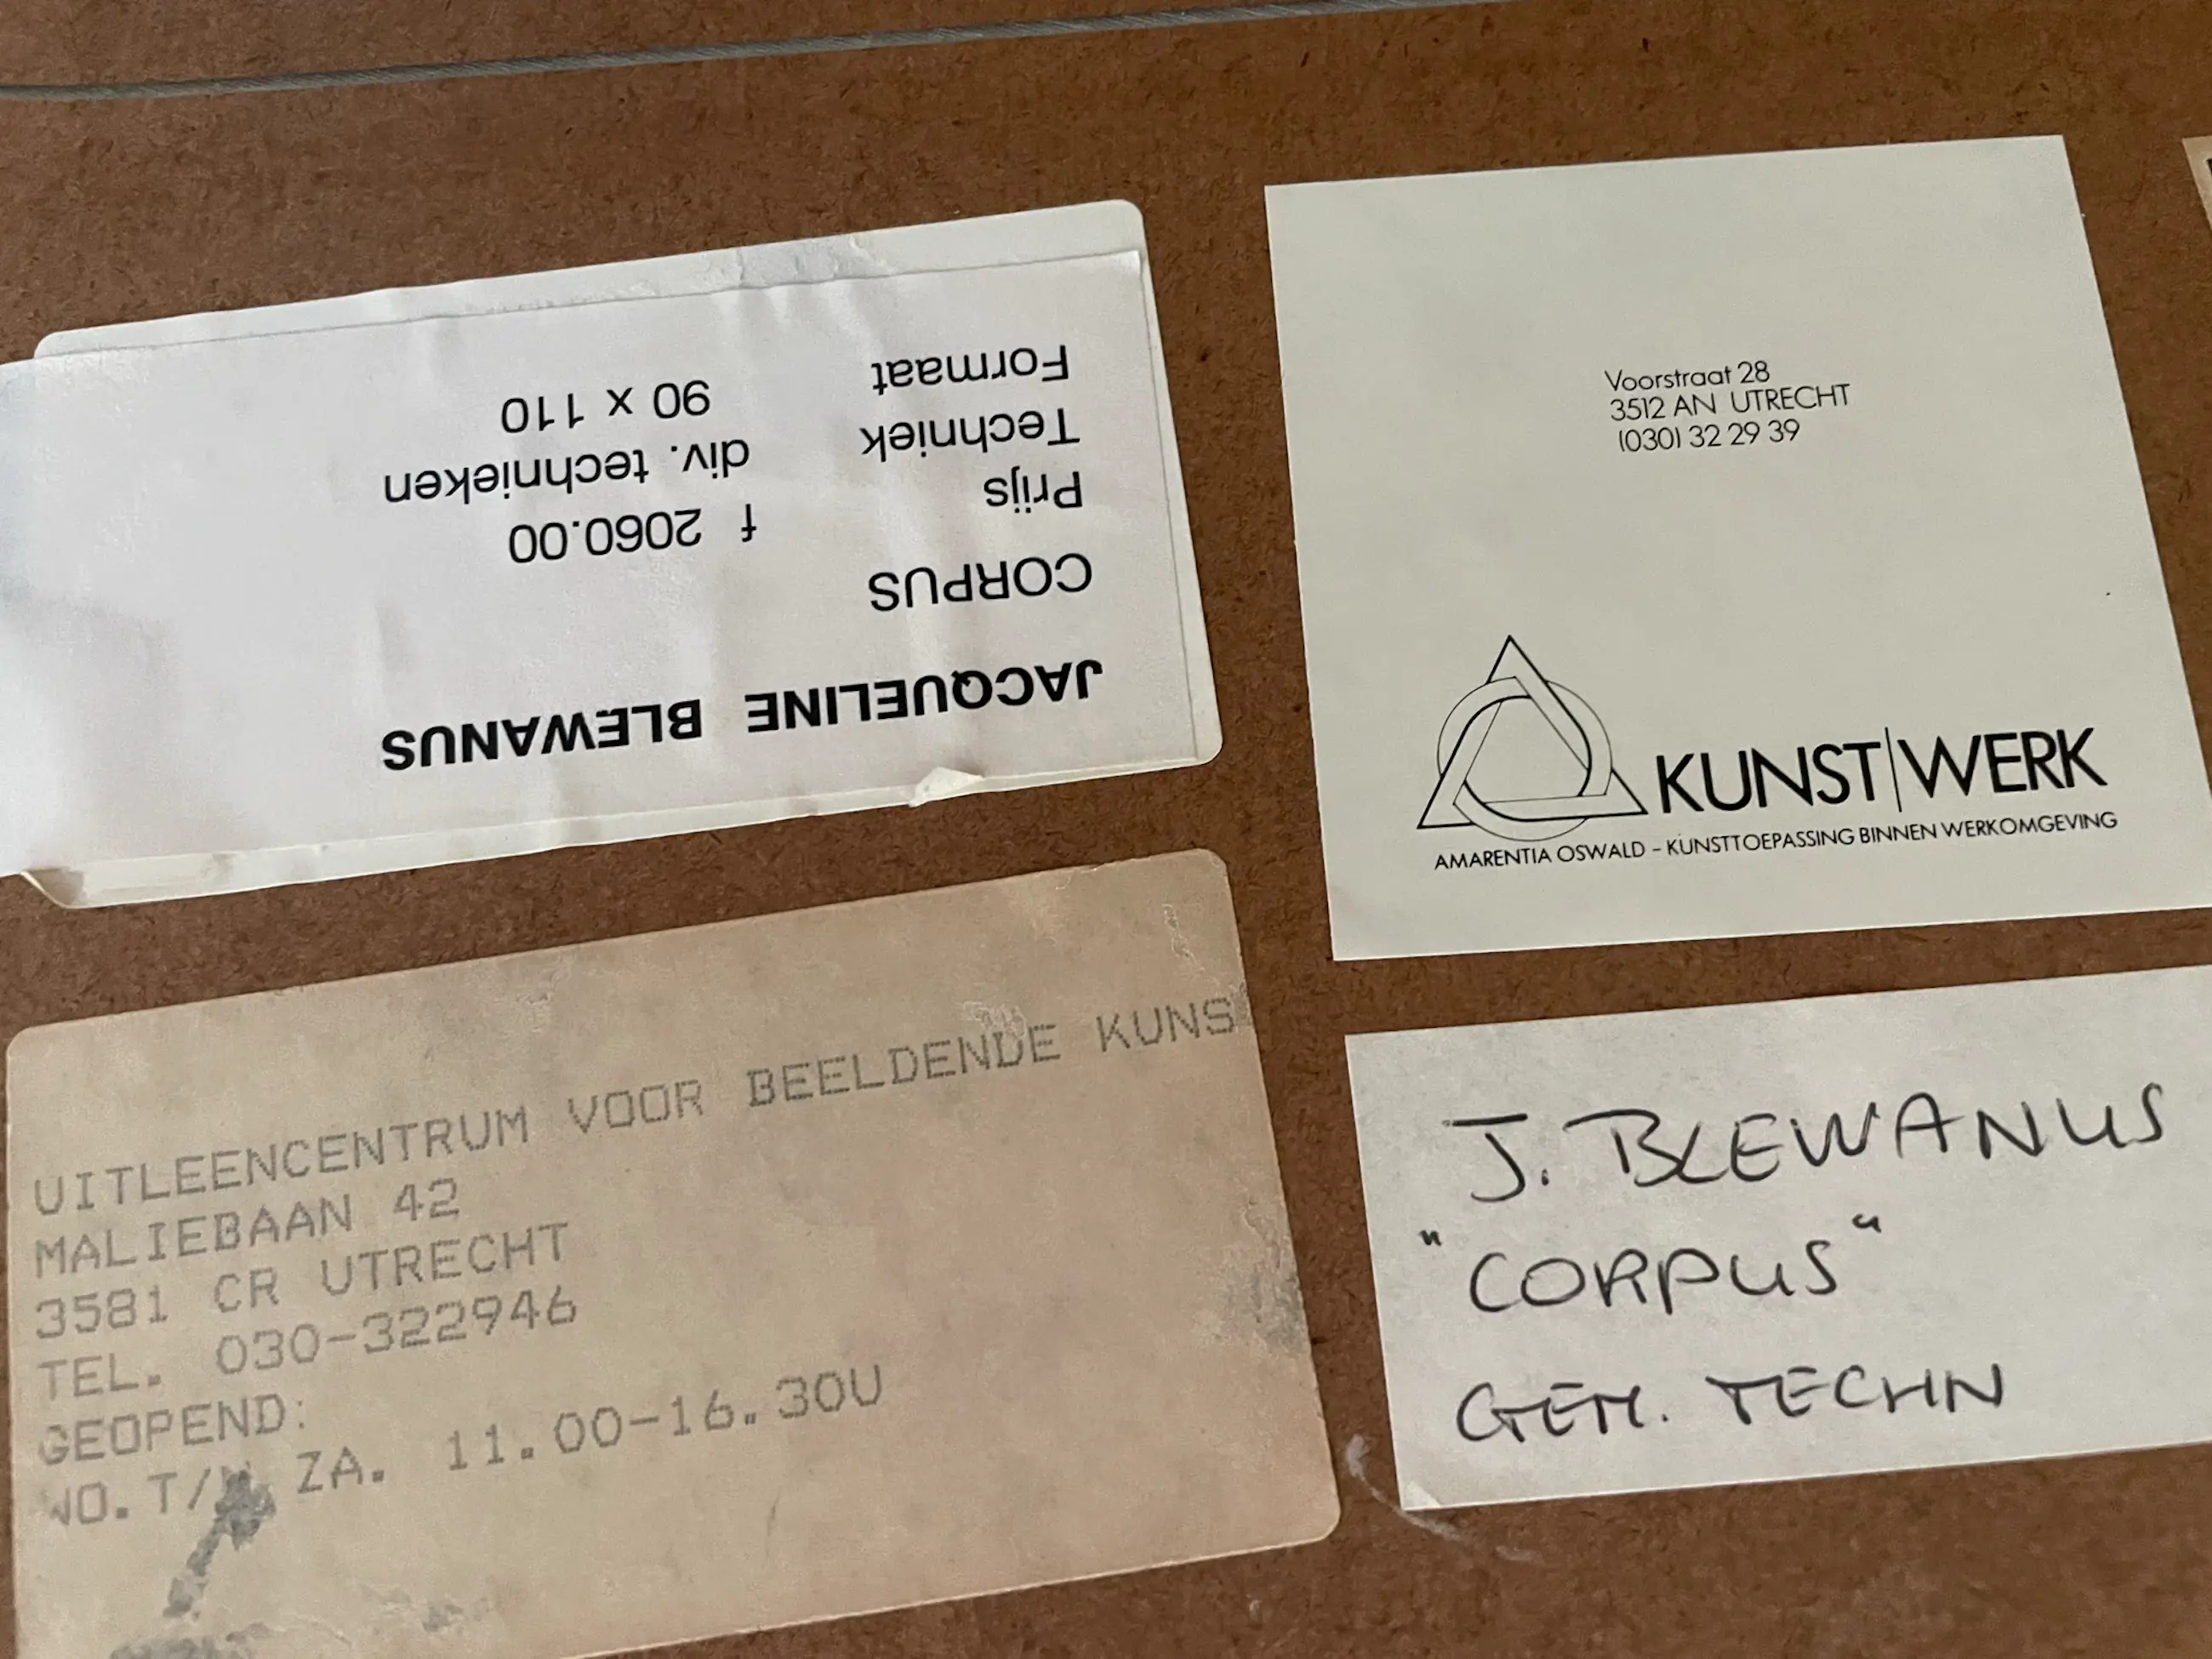 JACQUELINE BLEWANUS
CORPUS
Prijs f 2060.00
Techniek div. technieken
Formaat 90 x 110
Voorstraat 28
3512 AN UTRECHT
(030) 32 29 39
KUNST|WERK
AMARENTIA OSWALD - KUNSTTOEPASSING BINNEN WERKOMGEVING
UITLEENCENTRUM VOOR BEELDENDE KUNS
MALIEBAAN 42
3581 CR UTRECHT
TEL. 030-322946
GEOPEND:
WO. T/M ZA. 11.00-16.30U
J. BLEWANUS
"CORPUS"
GEM. TECHN